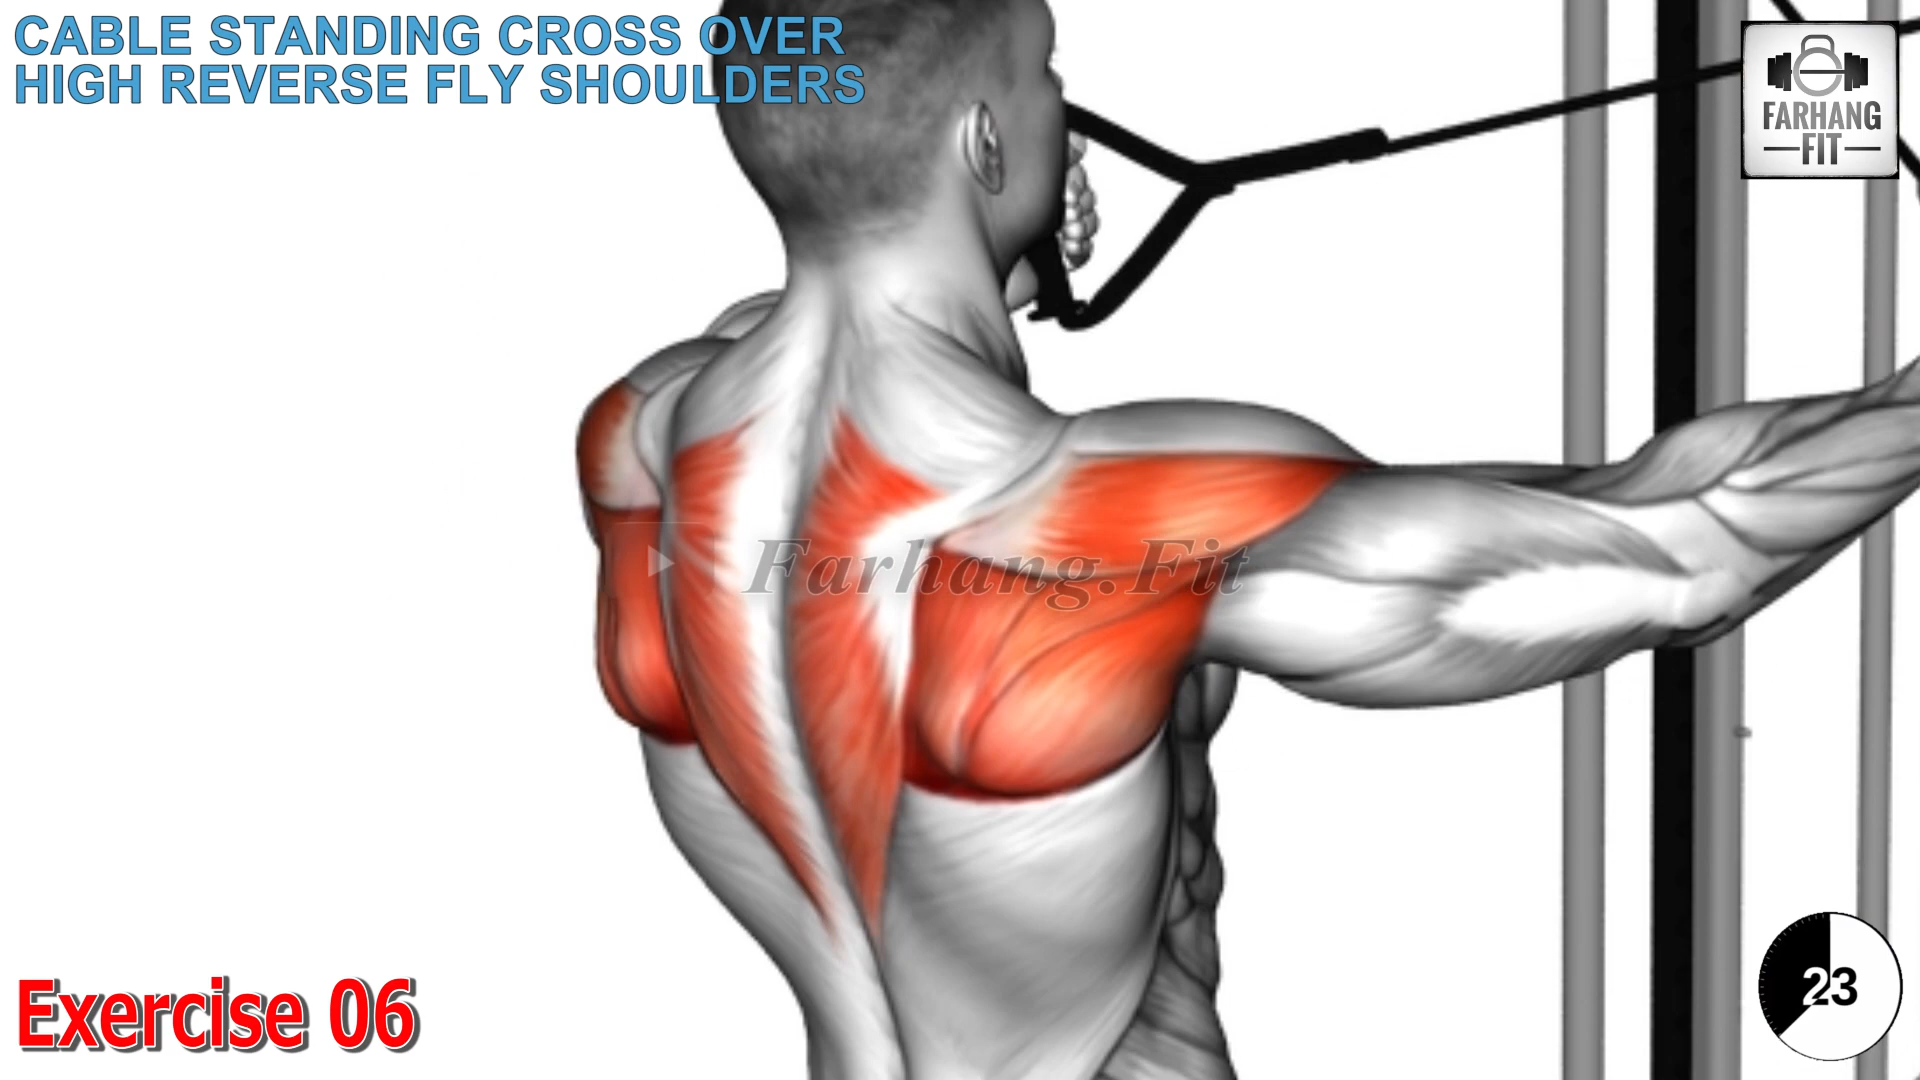 CABLE STANDING CROSS OVER
HIGH REVERSE FLY SHOULDERS
FARHANG
FIT
Farhang.Fit
Exercise 06
23